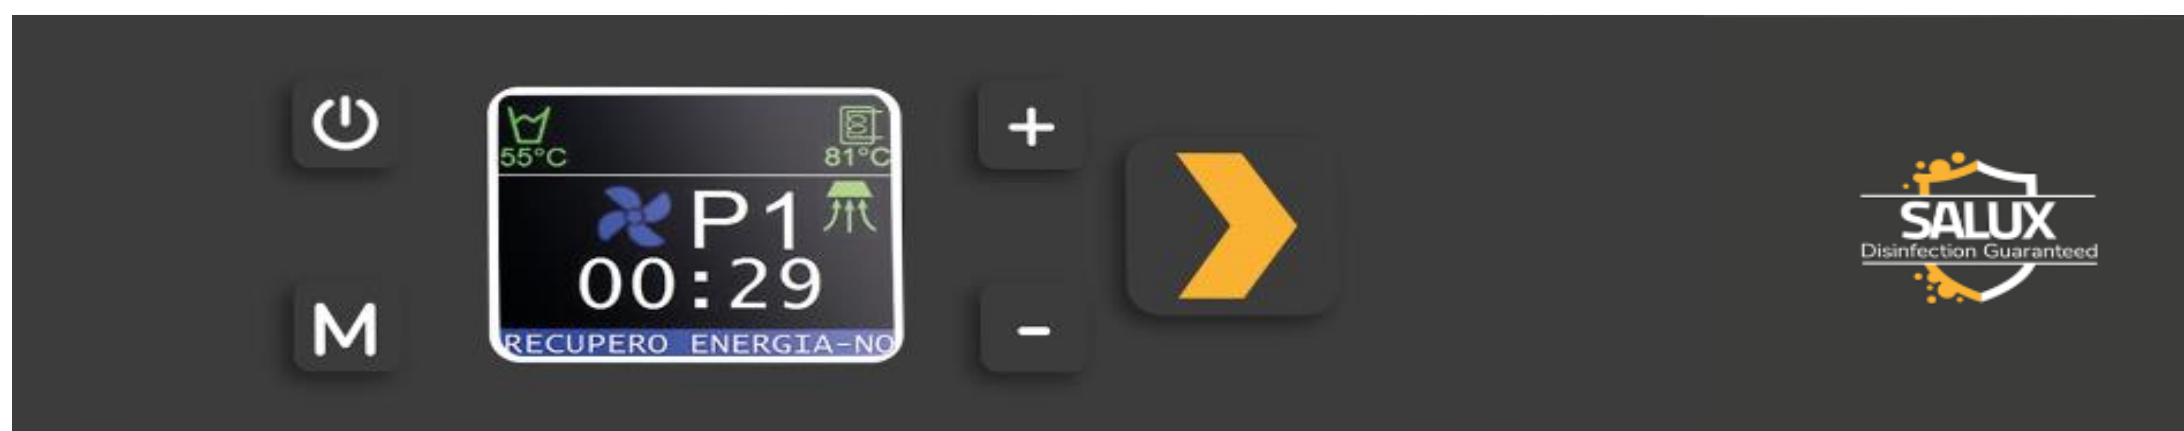 55°C
81°C
P1
00:29
RECUPERO ENERGIA-NO
M
+
-
SALUX
Disinfection Guaranteed